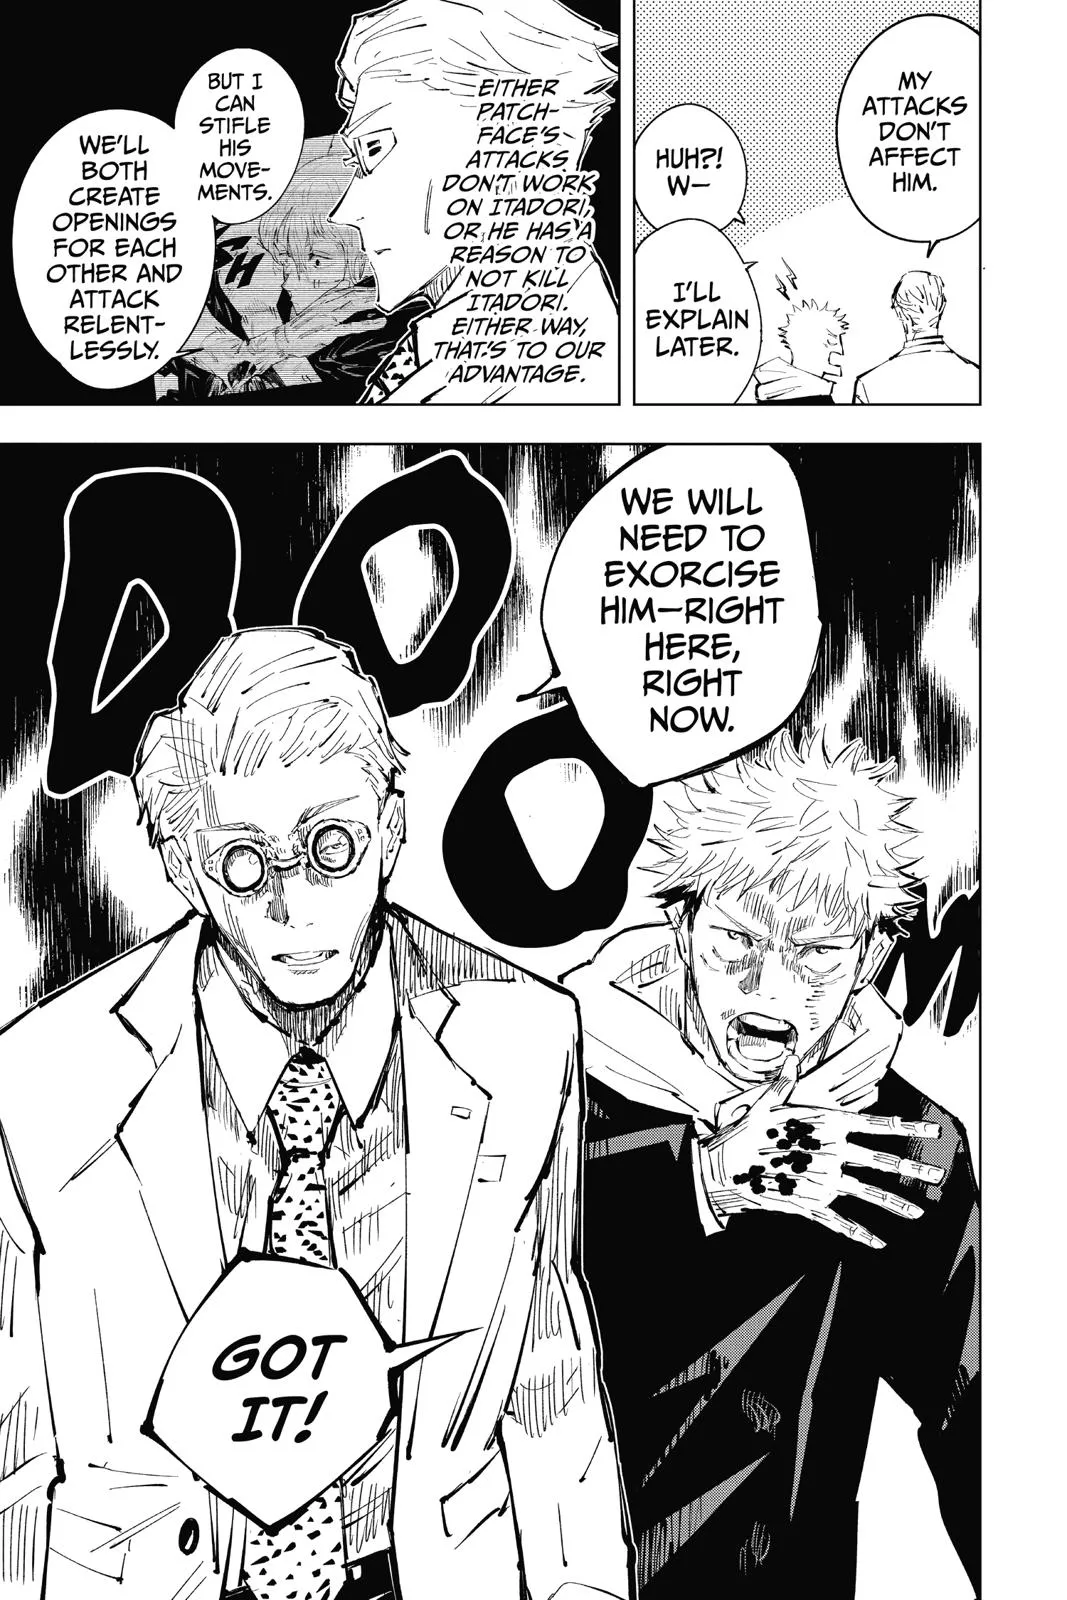 MY
ATTACKS
DON'T
AFFECT
HIM.
HUH?!
W—
I'LL
EXPLAIN
LATER.
EITHER
PATCH-
FACE'S
ATTACKS
DON'T WORK
ON ITADORI,
OR HE HAS A
REASON TO
NOT KILL
ITADORI.
EITHER WAY,
THAT'S TO OUR
ADVANTAGE.
BUT I
CAN
STIFLE
HIS
MOVE-
MENTS.
WE'LL
BOTH
CREATE
OPENINGS
FOR EACH
OTHER AND
ATTACK
RELENT-
LESSLY.
WE WILL
NEED TO
EXORCISE
HIM—RIGHT
HERE,
RIGHT
NOW.
DOOM
GOT
IT!